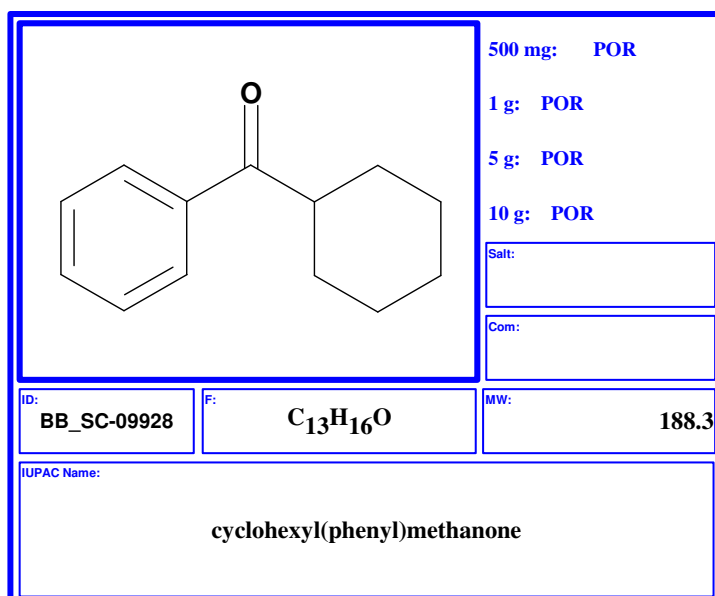 O
500 mg: POR
1 g: POR
5 g: POR
10 g: POR
Salt:
Com:
ID:
BB_SC-09928
F:
C13H16O
MW:
188.3
IUPAC Name:
cyclohexyl(phenyl)methanone